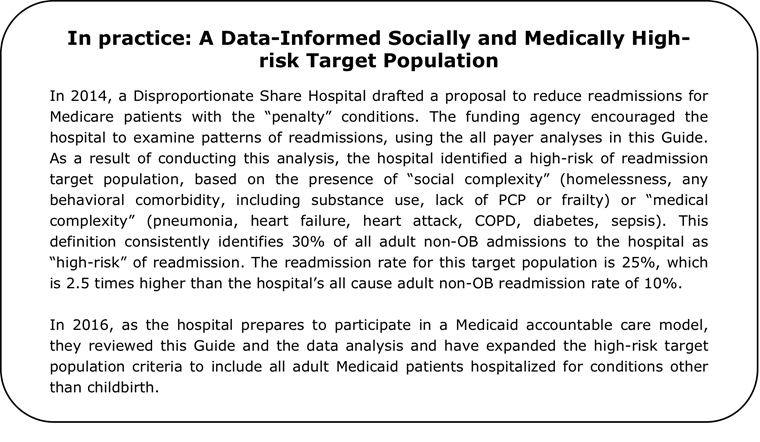 In practice: A Data-Informed Socially and Medically High-
risk Target Population
In 2014, a Disproportionate Share Hospital drafted a proposal to reduce readmissions for
Medicare patients with the “penalty” conditions. The funding agency encouraged the
hospital to examine patterns of readmissions, using the all payer analyses in this Guide.
As a result of conducting this analysis, the hospital identified a high-risk of readmission
target population, based on the presence of “social complexity” (homelessness, any
behavioral comorbidity, including substance use, lack of PCP or frailty) or “medical
complexity” (pneumonia, heart failure, heart attack, COPD, diabetes, sepsis). This
definition consistently identifies 30% of all adult non-OB admissions to the hospital as
“high-risk” of readmission. The readmission rate for this target population is 25%, which
is 2.5 times higher than the hospital’s all cause adult non-OB readmission rate of 10%.
In 2016, as the hospital prepares to participate in a Medicaid accountable care model,
they reviewed this Guide and the data analysis and have expanded the high-risk target
population criteria to include all adult Medicaid patients hospitalized for conditions other
than childbirth.